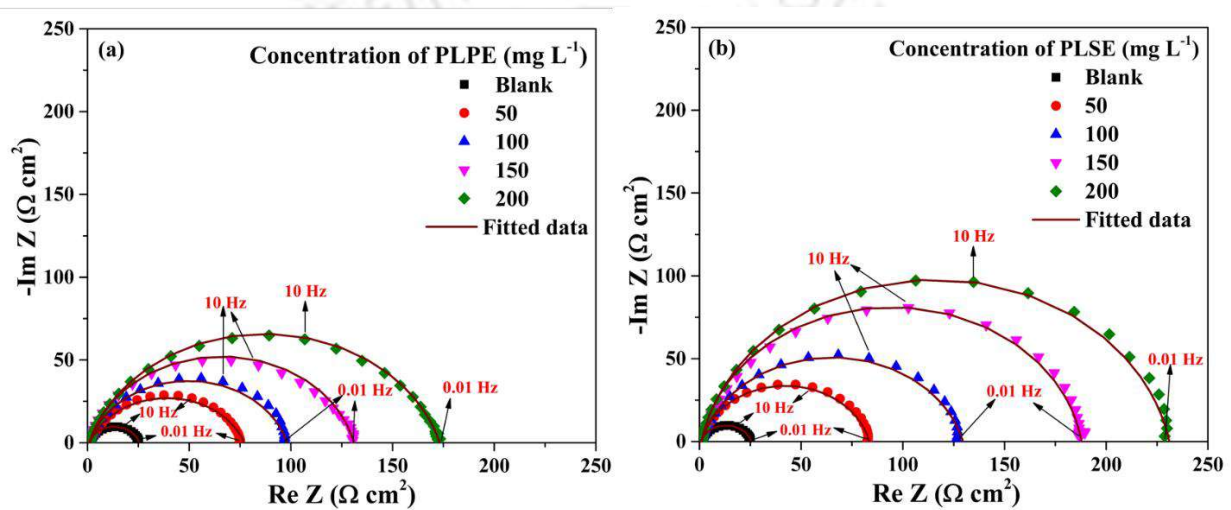 (a)
Concentration of PLPE (mg L⁻¹)
Blank
50
100
150
200
Fitted data
10 Hz
10 Hz
10 Hz
0.01 Hz
0.01 Hz
0.01 Hz
-Im Z (Ω cm²)
250
200
150
100
50
0
0 50 100 150 200 250
Re Z (Ω cm²)
(b)
Concentration of PLSE (mg L⁻¹)
Blank
50
100
150
200
Fitted data
10 Hz
10 Hz
10 Hz
0.01 Hz
0.01 Hz
0.01 Hz
-Im Z (Ω cm²)
250
200
150
100
50
0
0 50 100 150 200 250
Re Z (Ω cm²)